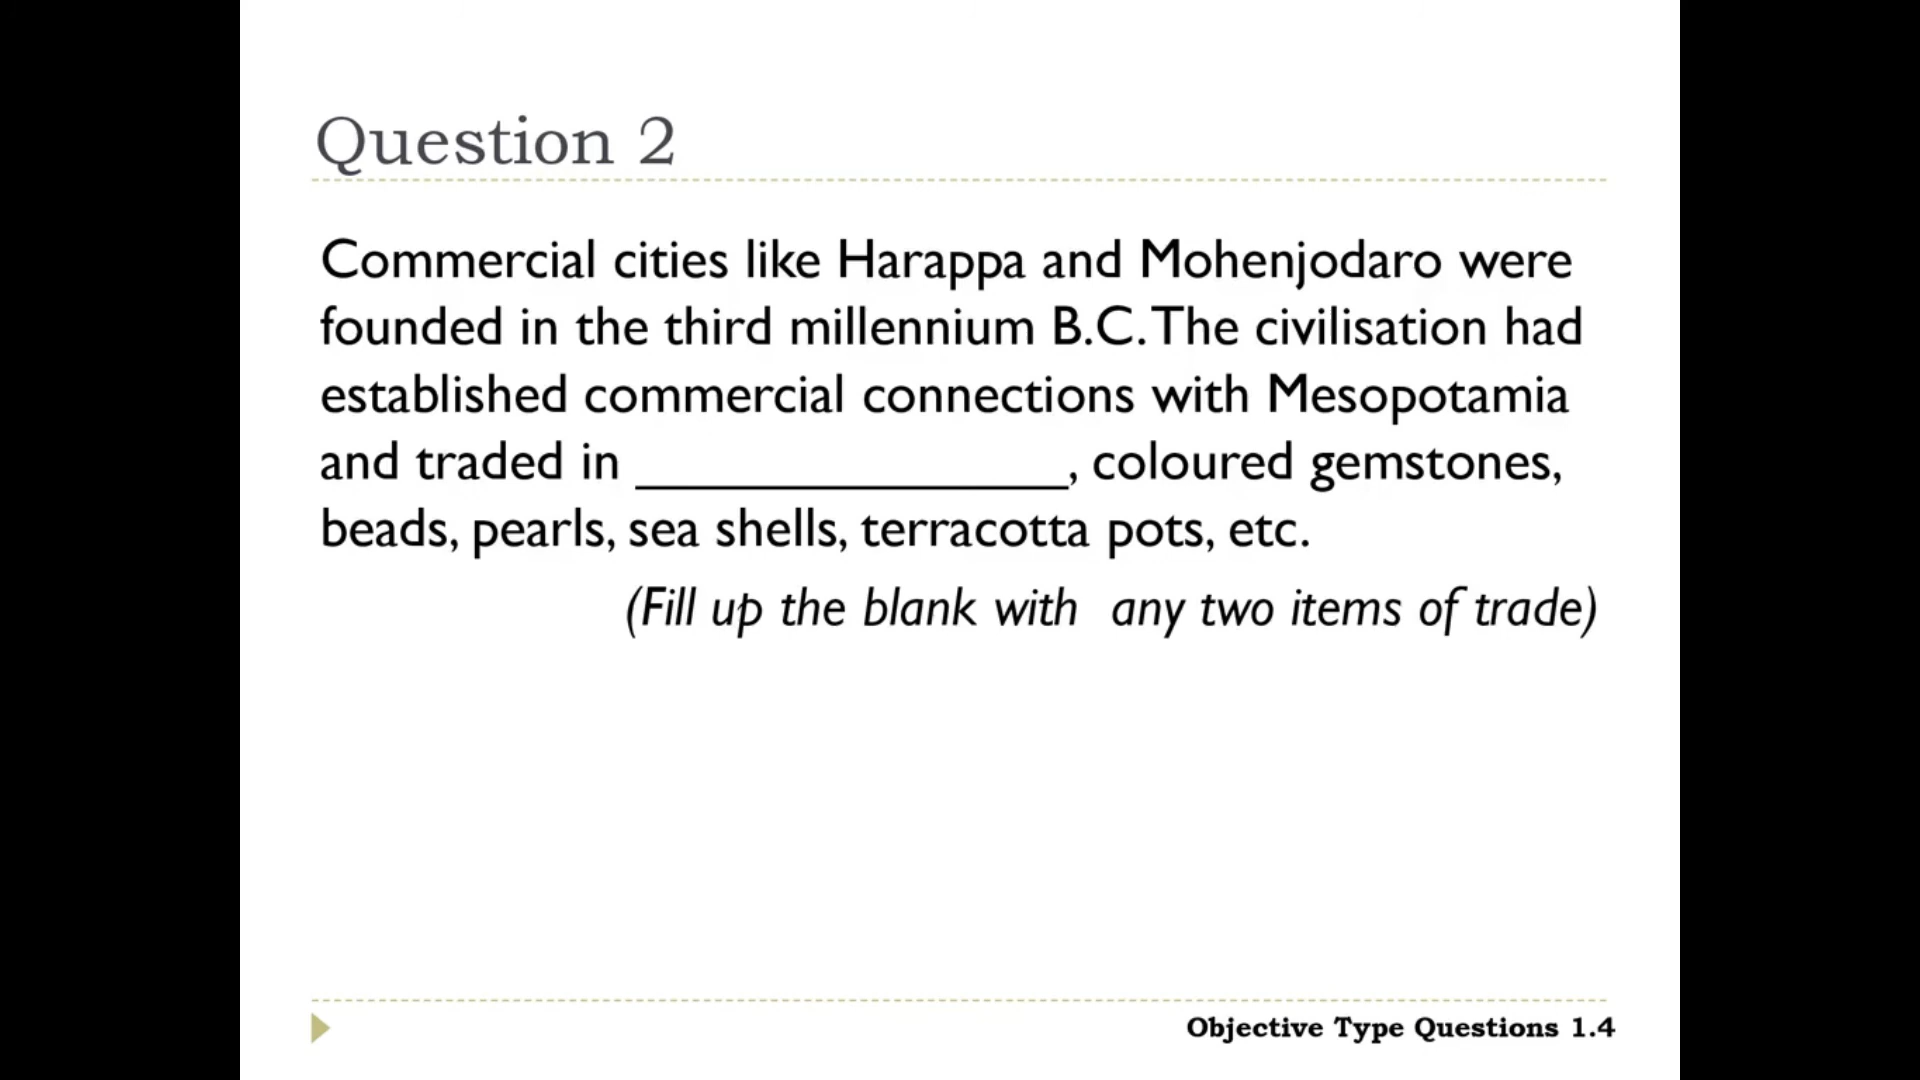 Question 2
Commercial cities like Harappa and Mohenjodaro were
founded in the third millennium B.C. The civilisation had
established commercial connections with Mesopotamia
and traded in ________________, coloured gemstones,
beads, pearls, sea shells, terracotta pots, etc.
(Fill up the blank with any two items of trade)
Objective Type Questions 1.4